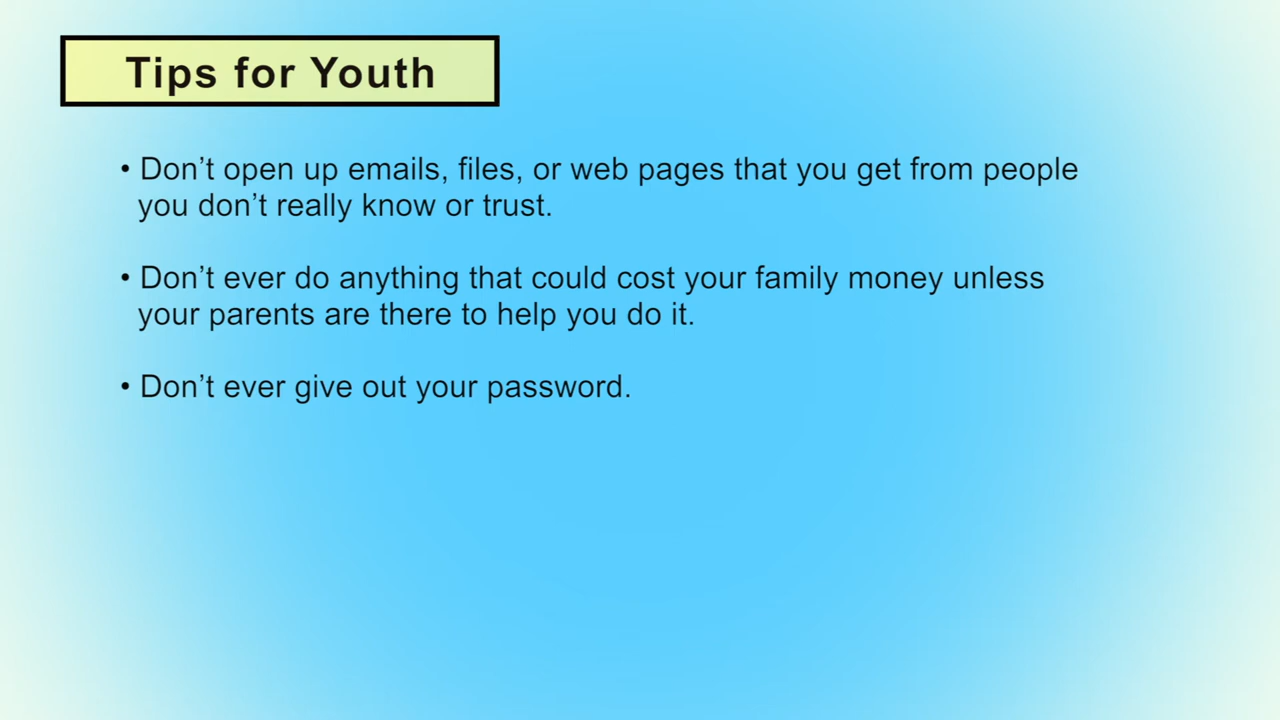 Tips for Youth
• Don’t open up emails, files, or web pages that you get from people
you don’t really know or trust.
• Don’t ever do anything that could cost your family money unless
your parents are there to help you do it.
• Don’t ever give out your password.